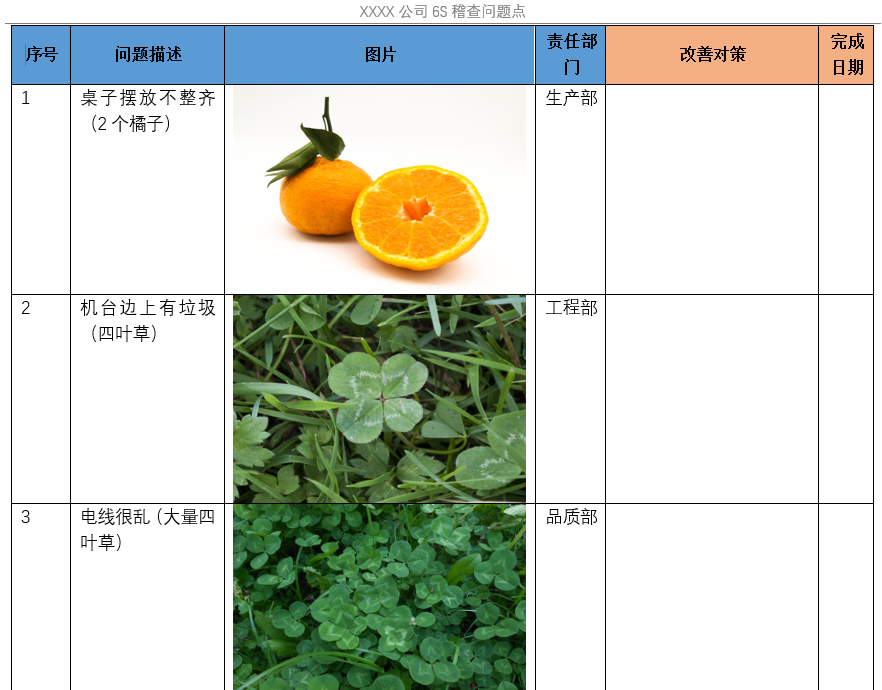 XXXX 公司 6S 稽查问题点
序号 问题描述 图片 责任部门 改善对策 完成日期
1 桌子摆放不整齐 生产部
（2 个橘子）
2 机台边上有垃圾 工程部
（四叶草）
3 电线很乱（大量四 品质部
叶草）